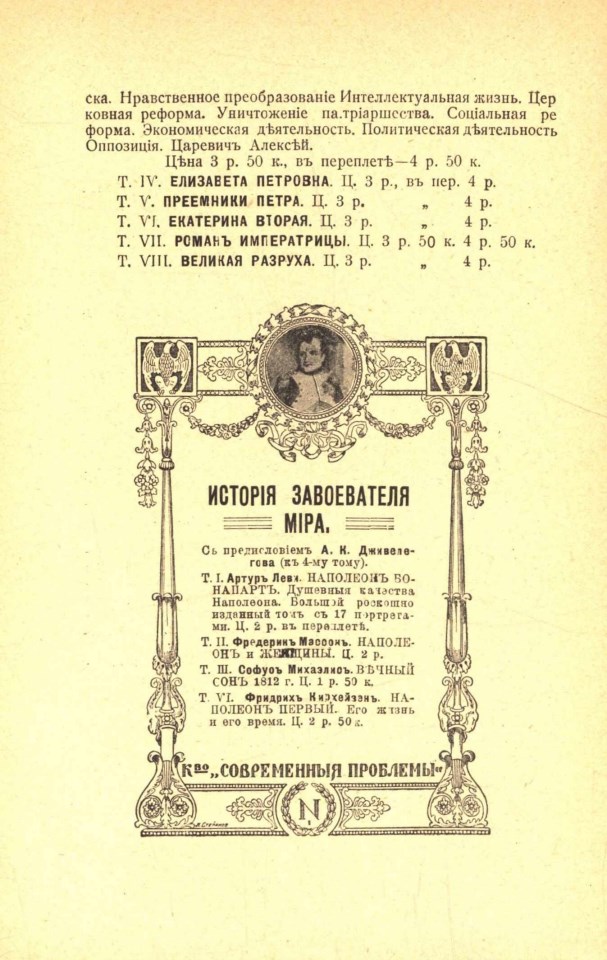 ска. Нравственное преобразованіе Интеллектуальная жизнь. Цер
ковная реформа. Уничтоженіе па.тріаршества. Соціальная ре
форма. Экономическая дѣятельность. Политическая дѣятельность
Оппозиція. Царевичъ Алексѣй.
Цѣна 3 р. 50 к., въ переплетѣ—4 р. 50 к.
Т. IV. ЕЛИЗАВЕТА ПЕТРОВНА. Ц. 3 р., въ пер. 4 р.
Т. V. ПРЕЕМНИКИ ПЕТРА. Ц. 3 р. „ 4 р.
Т. VI. ЕКАТЕРИНА ВТОРАЯ. Ц. 3 р. „ 4 р.
Т. VII. РОМАНЪ ИМПЕРАТРИЦЫ. Ц. 3 р. 50 к. 4 р. 50 к.
Т. VIII. ВЕЛИКАЯ РАЗРУХА. Ц. 3 р. „ 4 р.
ИСТОРІЯ ЗАВОЕВАТЕЛЯ
МІРА.
Съ предисловіемъ А. К. Дживеле-
гова (къ 4-му тому).
Т. I. Артуръ Леви. НАПОЛЕОНЪ БО-
НАПАРТЪ. Душевныя качества
Наполеона. Большой роскошно
изданный томъ съ 17 портрета-
ми. Ц. 2 р. въ переплетѣ.
Т. II. Фредерикъ Массонъ. НАПОЛЕ-
ОНЪ и ЖЕНЩИНЫ. Ц. 2 р.
Т. III. Софусъ Михаэлисъ. ВѢЧНЫЙ
СОНЪ 1812 г. Ц. 1 р. 50 к.
Т. VI. Фридрихъ Кирхейзенъ. НА-
ПОЛЕОНЪ ПЕРВЫЙ. Его жизнь
и его время. Ц. 2 р. 50 к.
К-во „СОВРЕМЕННЫЯ ПРОБЛЕМЫ“
N
I